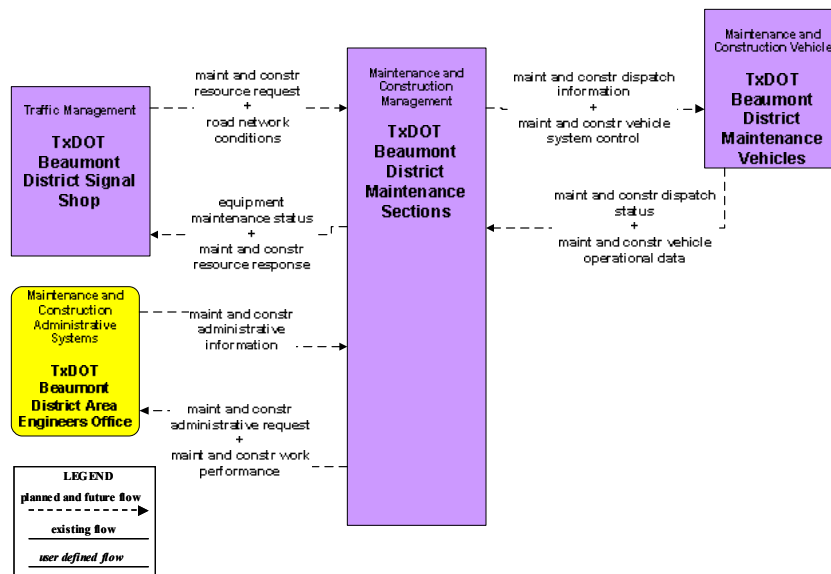 Traffic Management
TxDOT
Beaumont
District Signal
Shop
maint and constr
resource request
+
road network
conditions
equipment
maintenance status
+
maint and constr
resource response
Maintenance and
Construction
Management
TxDOT
Beaumont
District
Maintenance
Sections
maint and constr dispatch
information
+
maint and constr vehicle
system control
Maintenance and
Construction Vehicle
TxDOT
Beaumont
District
Maintenance
Vehicles
maint and constr dispatch
status
+
maint and constr vehicle
operational data
Maintenance and
Construction
Administrative
Systems
TxDOT
Beaumont
District Area
Engineers Office
maint and constr
administrative
information
maint and constr
administrative request
+
maint and constr work
performance
LEGEND
planned and future flow
existing flow
user defined flow